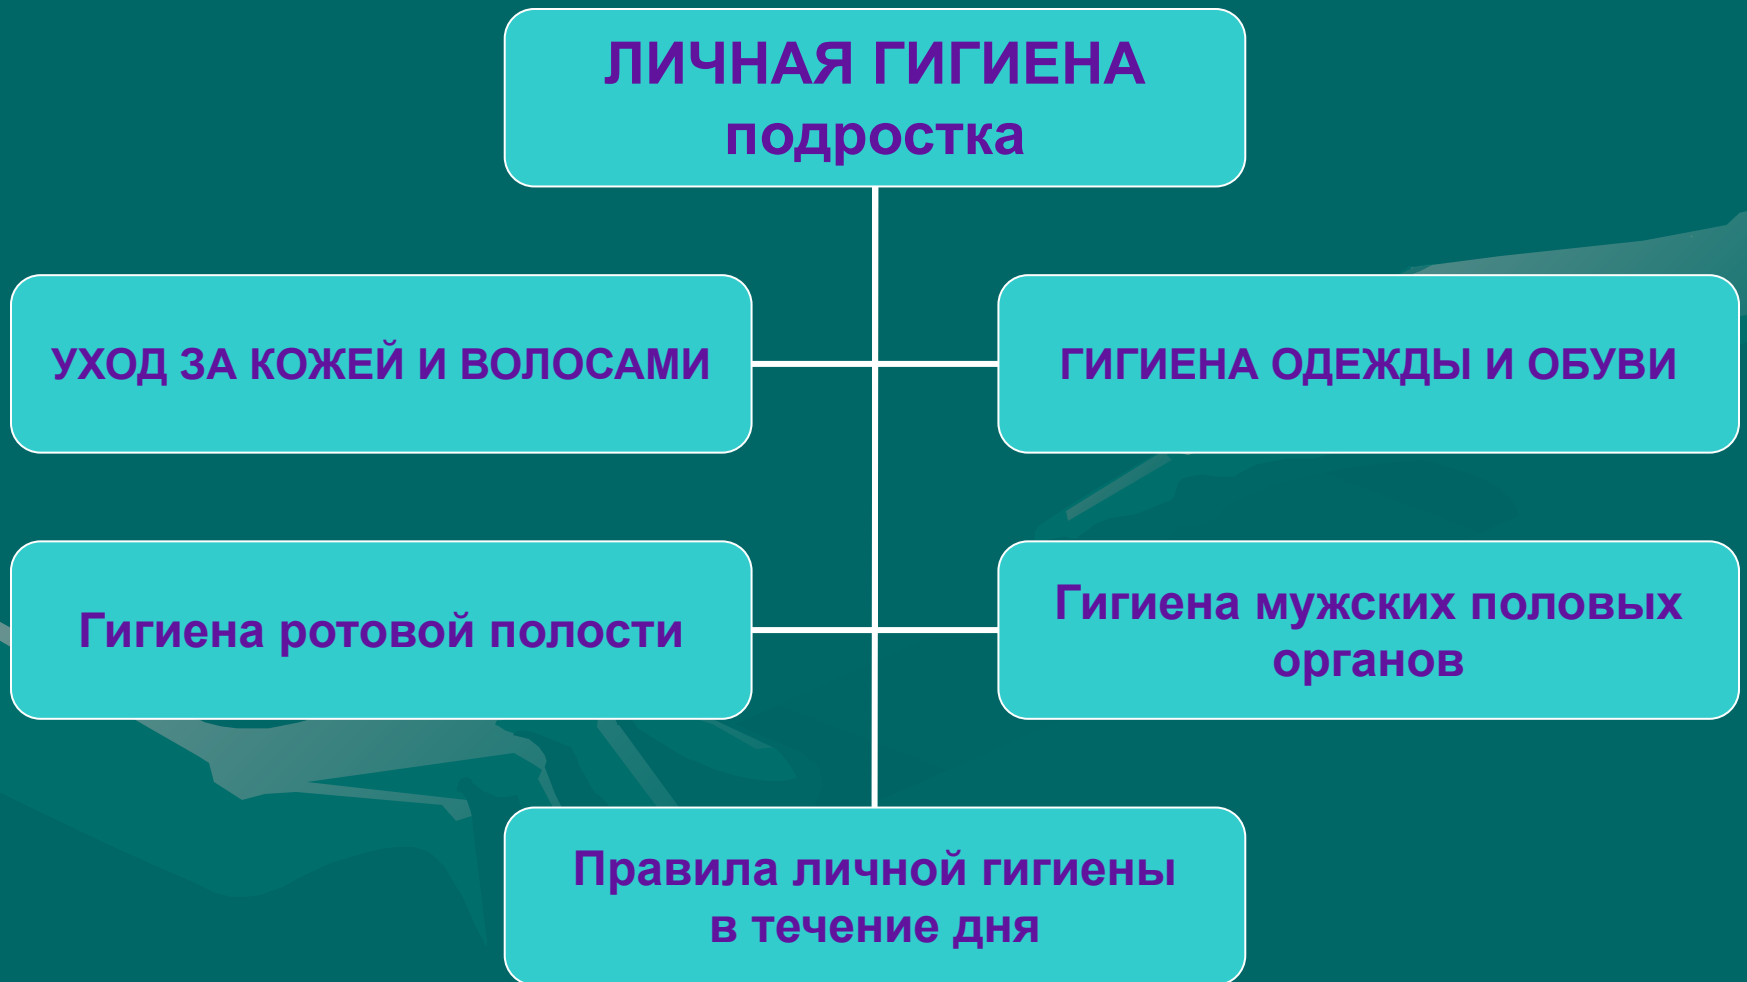 ЛИЧНАЯ ГИГИЕНА
подростка
УХОД ЗА КОЖЕЙ И ВОЛОСАМИ
ГИГИЕНА ОДЕЖДЫ И ОБУВИ
Гигиена ротовой полости
Гигиена мужских половых
органов
Правила личной гигиены
в течение дня